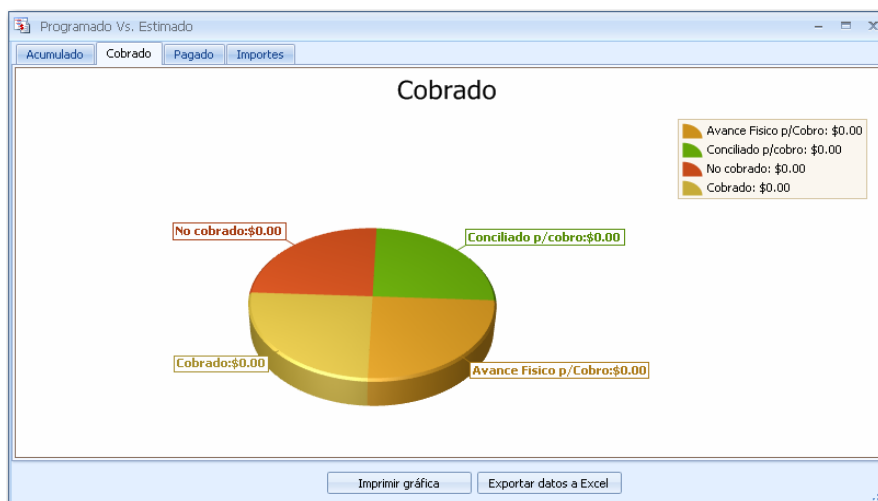 Programado Vs. Estimado
Acumulado Cobrado Pagado Importes
Cobrado
Avance Fisico p/Cobro: $0.00
Conciliado p/cobro: $0.00
No cobrado: $0.00
Cobrado: $0.00
No cobrado:$0.00
Conciliado p/cobro:$0.00
Cobrado:$0.00
Avance Fisico p/Cobro:$0.00
Imprimir gráfica Exportar datos a Excel